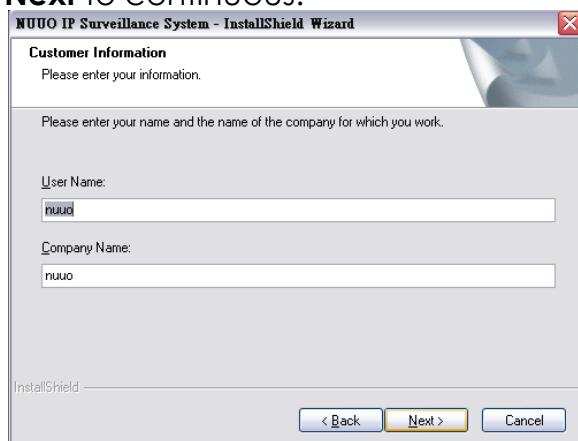 Next to continuous.
NUUO IP Surveillance System - InstallShield Wizard
Customer Information
Please enter your information.
Please enter your name and the name of the company for which you work.
User Name:
nuuo
Company Name:
nuuo
InstallShield
< Back Next > Cancel